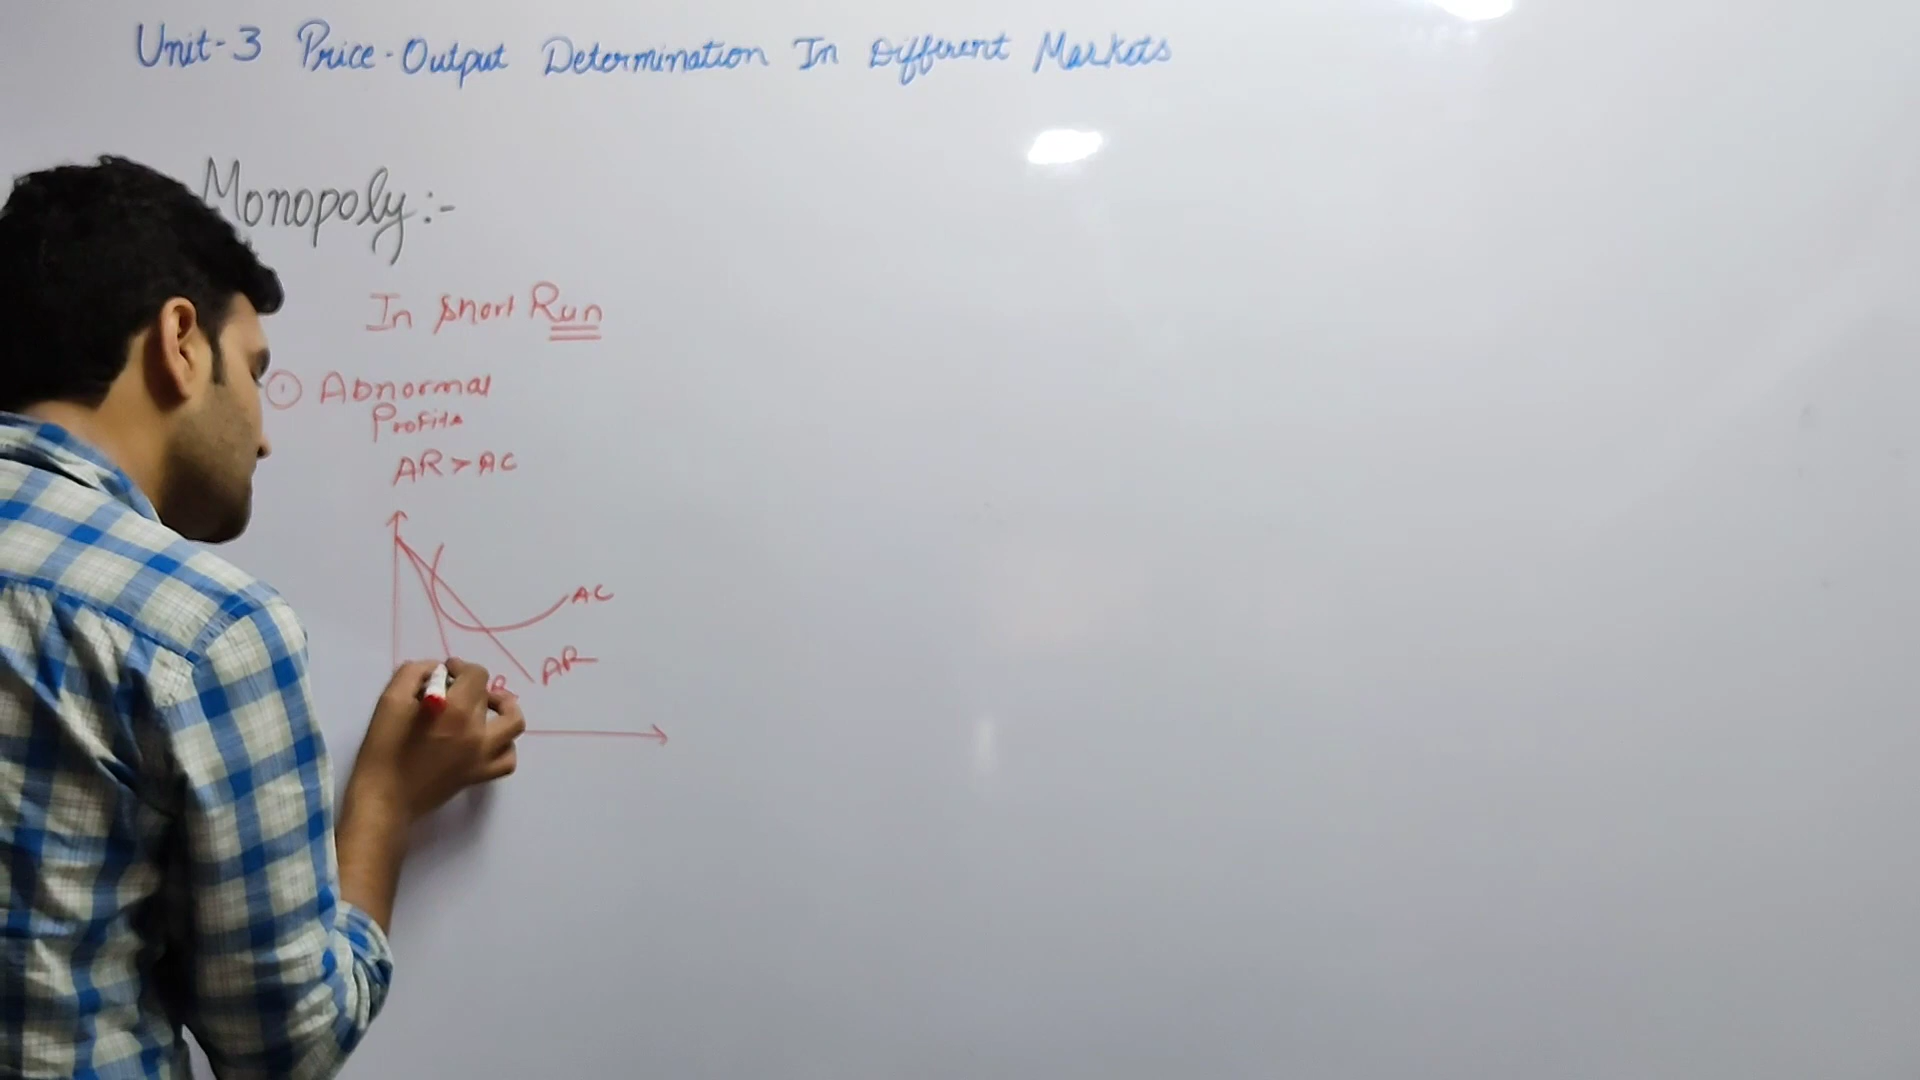 Unit-3 Price-Output Determination In Different Markets
Monopoly:-
In Short Run
① Abnormal
Profits
AR > AC
AC
AR
R